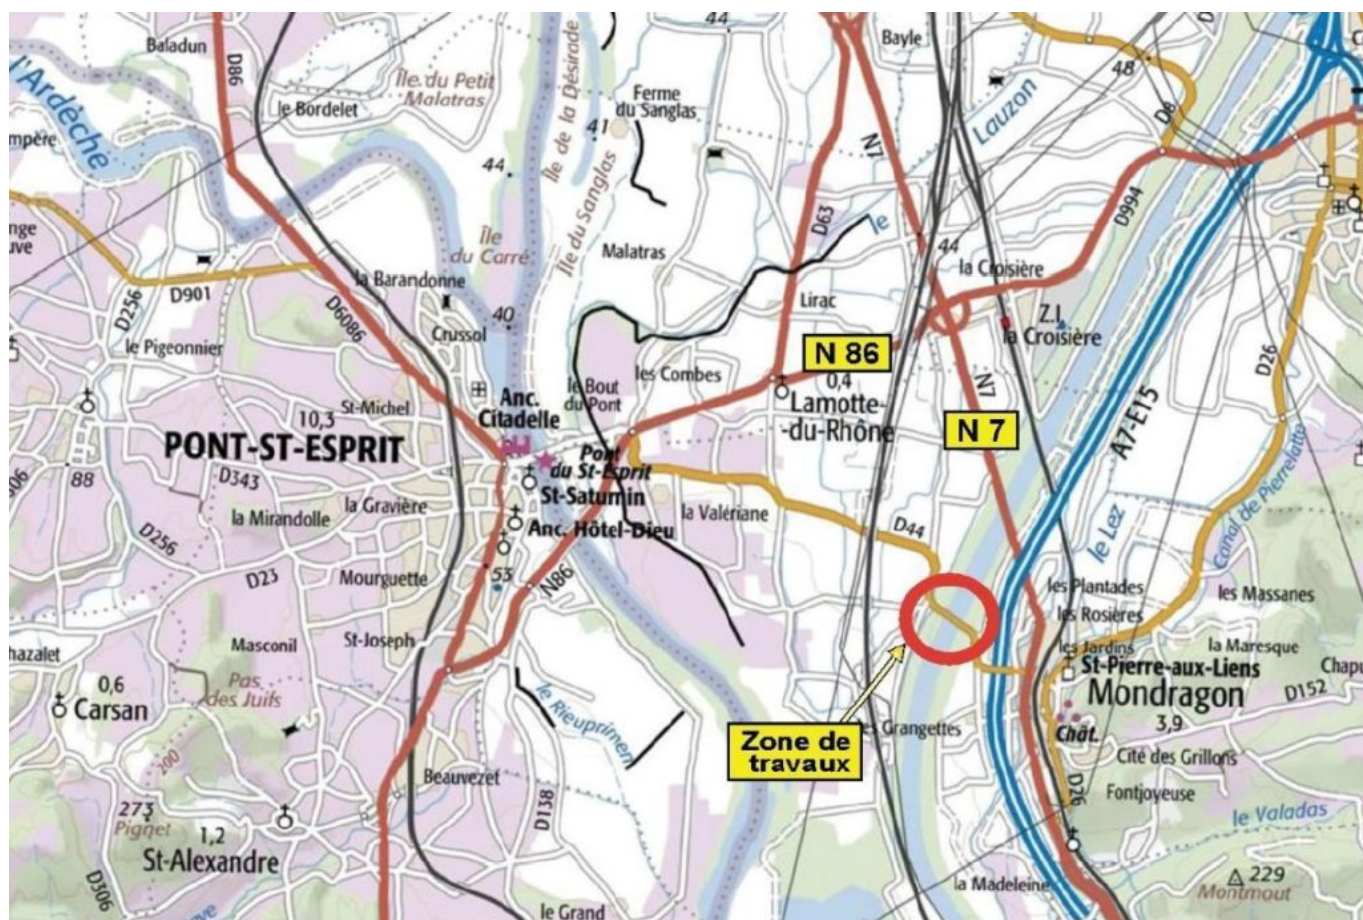 44
Bayle
Baladun
D86
l'Ardèche
le Bordelet
Île du Petit
Malatras
Île de la Désirade
Ferme
du Sanglas
41
48
Lauzon
D8
N7
mpère
44
Île du Sanglas
D63
le
D994
Île
du Carré
Malatras
44
la Croisière
D901
la Barandonne
D256
D6086
40
Lirac
Z.I.
la Croisière
le Pigeonnier
Crussol
N 86
D26
les Combes
le Bout
du Pont
0,4
Lamotte-
-du-Rhône
N7
St-Michel
Anc.
Citadelle
10,3
PONT-ST-ESPRIT
N 7
A7-E15
Pont
du St-Esprit
88
D343
St-Saturnin
la Gravière
la Mirandolle
Anc. Hôtel-Dieu
la Valériane
D44
le Lez
Canal de Pierrelatte
D256
D23
Mourguette
53
N86
les Plantades
les Massanes
les Rosières
Masconil
St-Joseph
les Jardins
la Maresque
hazalet
St-Pierre-aux-Liens
Mondragon
D152
0,6
Carsan
Pas
des Juifs
le Rieuprimen
Zone de
travaux
es Grangettes
3,9
Chât.
Cité des Grillons
200
Beauvezet
Fontjoyeuse
D26
273
Pignet
1,2
St-Alexandre
D138
le Valadas
D306
la Madeleine
229
Montmout
le Grand